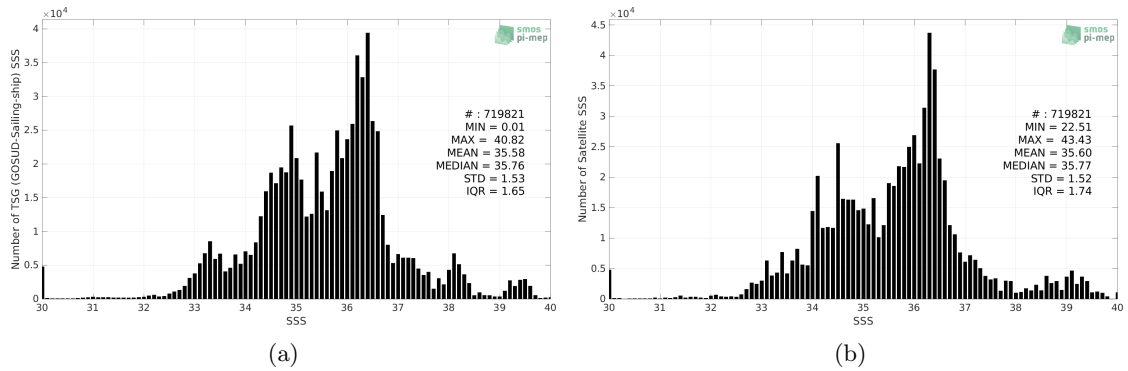 ×10⁴
4
3.5
3
2.5
2
1.5
1
0.5
0
30 31 32 33 34 35 36 37 38 39 40
SSS
Number of TSG (GOSUD-Sailing-ship) SSS
smos
pi-mep
# : 719821
MIN = 0.01
MAX = 40.82
MEAN = 35.58
MEDIAN = 35.76
STD = 1.53
IQR = 1.65
(a)
×10⁴
4.5
4
3.5
3
2.5
2
1.5
1
0.5
0
30 31 32 33 34 35 36 37 38 39 40
SSS
Number of Satellite SSS
smos
pi-mep
# : 719821
MIN = 22.51
MAX = 43.43
MEAN = 35.60
MEDIAN = 35.77
STD = 1.52
IQR = 1.74
(b)